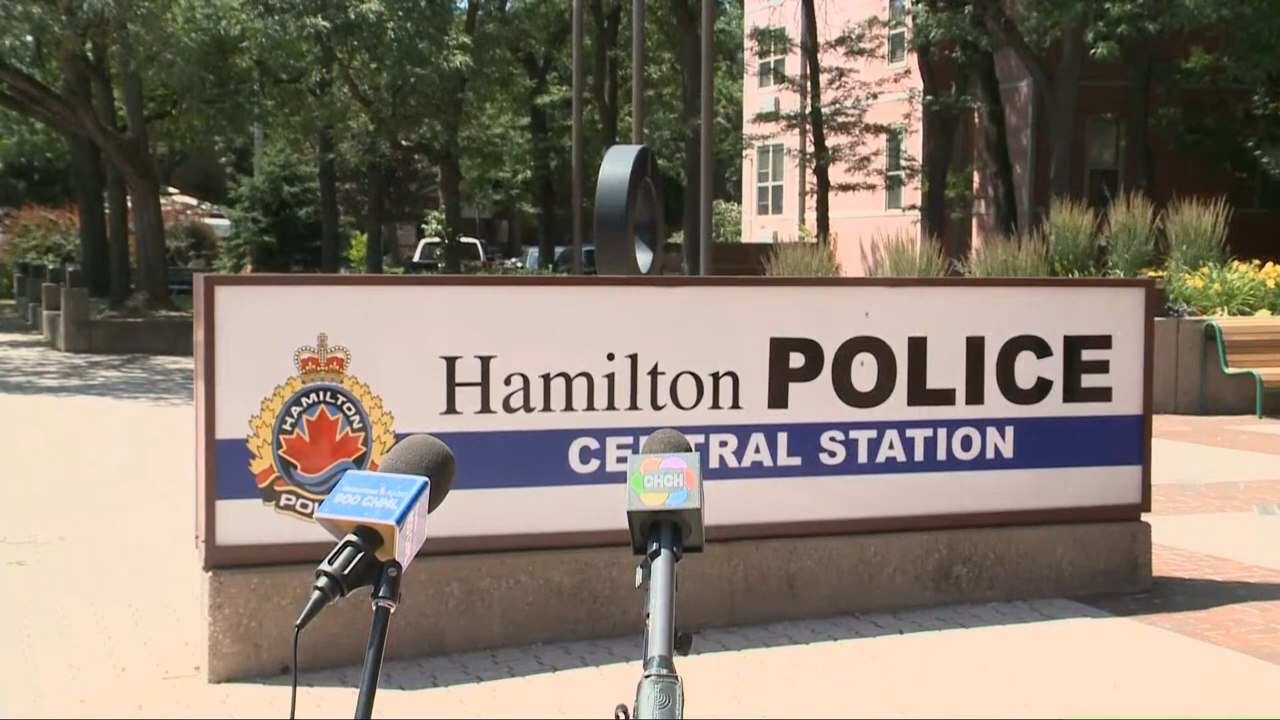 Hamilton POLICE
CENTRAL STATION
HAMILTON
900 CHML
CHCH